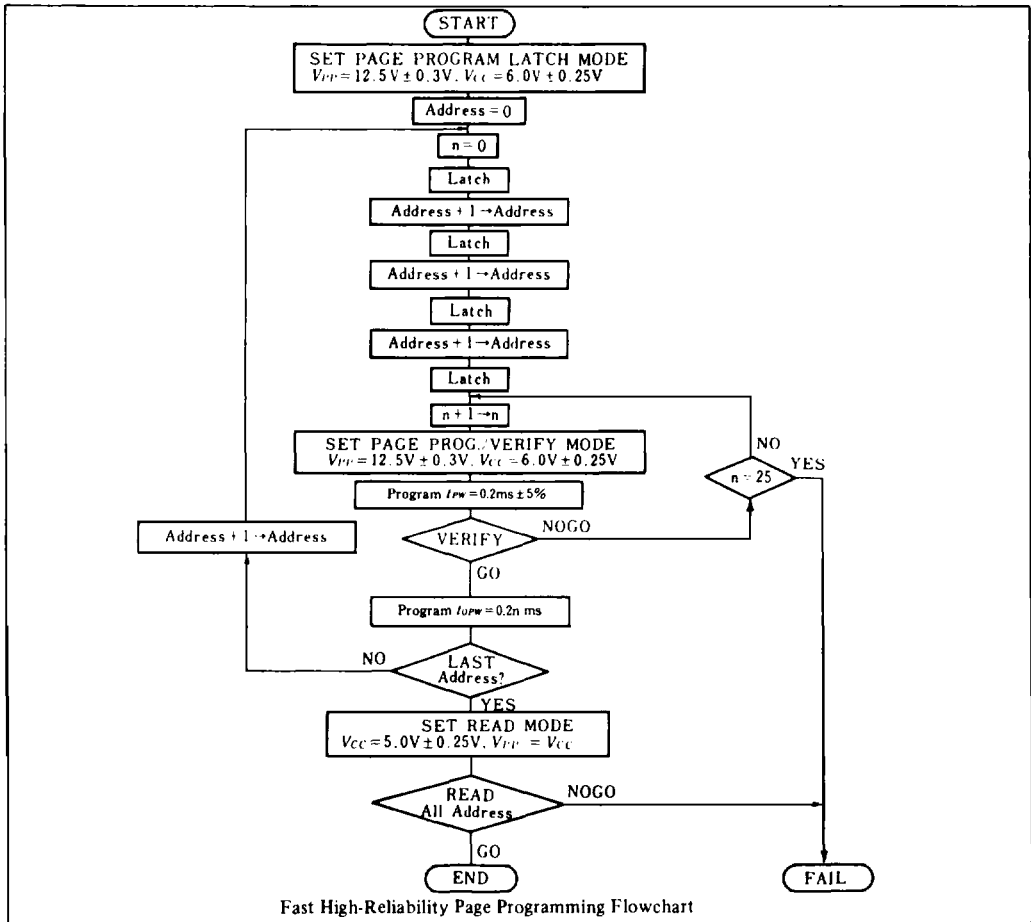 START
SET PAGE PROGRAM LATCH MODE
VPP = 12.5V ± 0.3V, VCC = 6.0V ± 0.25V
Address = 0
n = 0
Latch
Address + 1 → Address
Latch
Address + 1 → Address
Latch
Address + 1 → Address
Latch
n + 1 → n
SET PAGE PROG./VERIFY MODE
VPP = 12.5V ± 0.3V, VCC = 6.0V ± 0.25V
NO
YES
n = 25
Program tPW = 0.2ms ± 5%
Address + 1 → Address
VERIFY
NOGO
GO
Program tOPW = 0.2n ms
NO
LAST
Address?
YES
SET READ MODE
VCC = 5.0V ± 0.25V, VPP = VCC
READ
All Address
NOGO
GO
END
FAIL
Fast High-Reliability Page Programming Flowchart